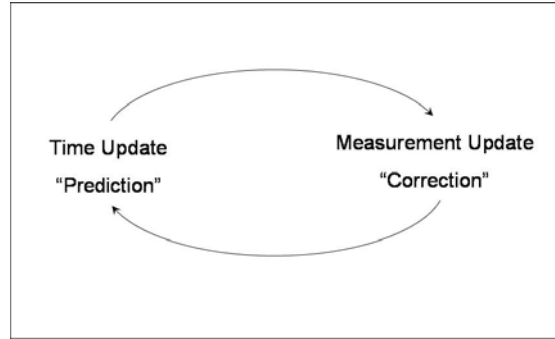 Time Update
“Prediction”
Measurement Update
“Correction”